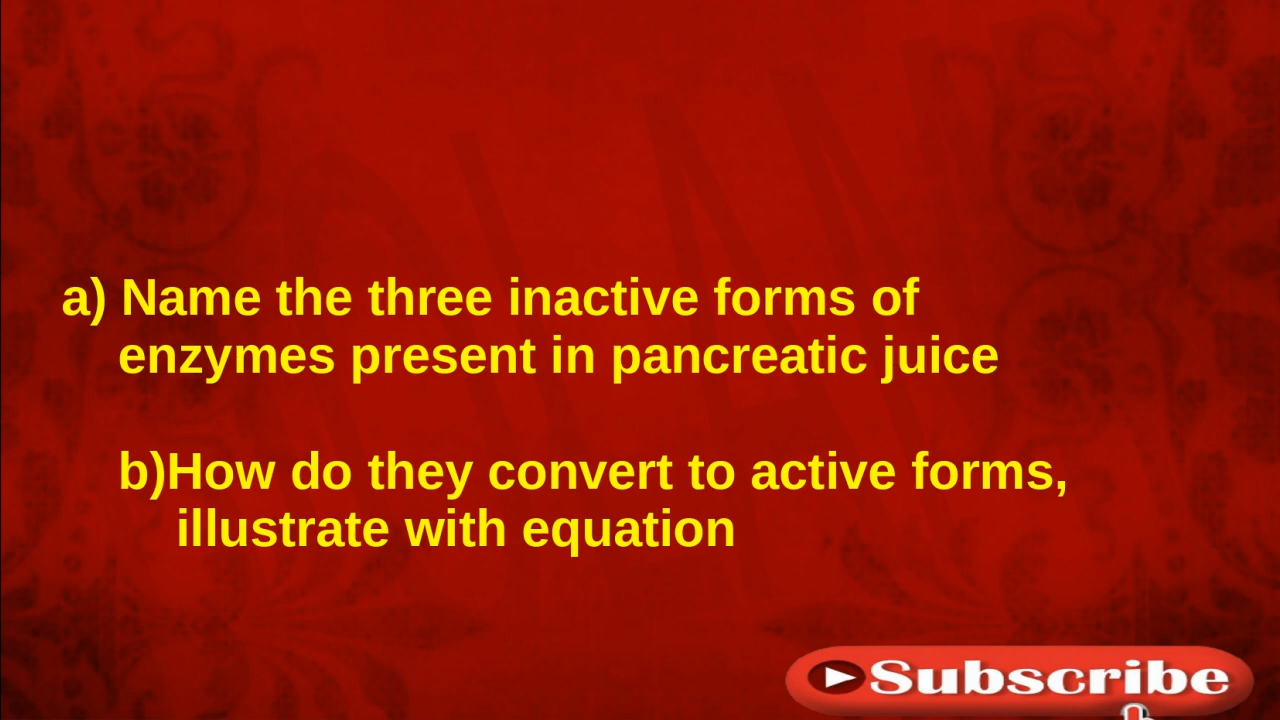 a) Name the three inactive forms of
enzymes present in pancreatic juice
b)How do they convert to active forms,
illustrate with equation
Subscribe